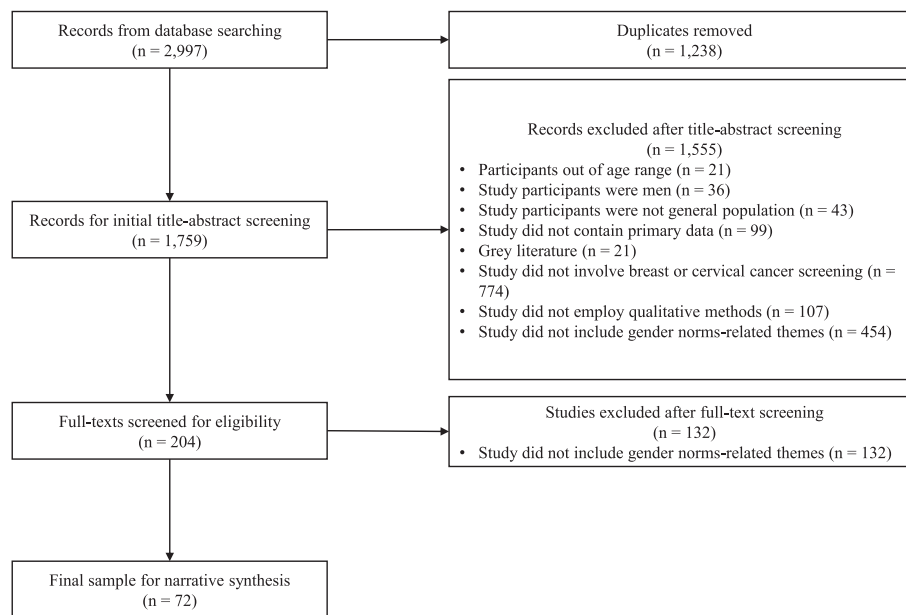 Records from database searching
(n = 2,997)
Duplicates removed
(n = 1,238)
Records excluded after title-abstract screening
(n = 1,555)
• Participants out of age range (n = 21)
• Study participants were men (n = 36)
• Study participants were not general population (n = 43)
• Study did not contain primary data (n = 99)
• Grey literature (n = 21)
• Study did not involve breast or cervical cancer screening (n =
774)
• Study did not employ qualitative methods (n = 107)
• Study did not include gender norms-related themes (n = 454)
Records for initial title-abstract screening
(n = 1,759)
Full-texts screened for eligibility
(n = 204)
Studies excluded after full-text screening
(n = 132)
• Study did not include gender norms-related themes (n = 132)
Final sample for narrative synthesis
(n = 72)